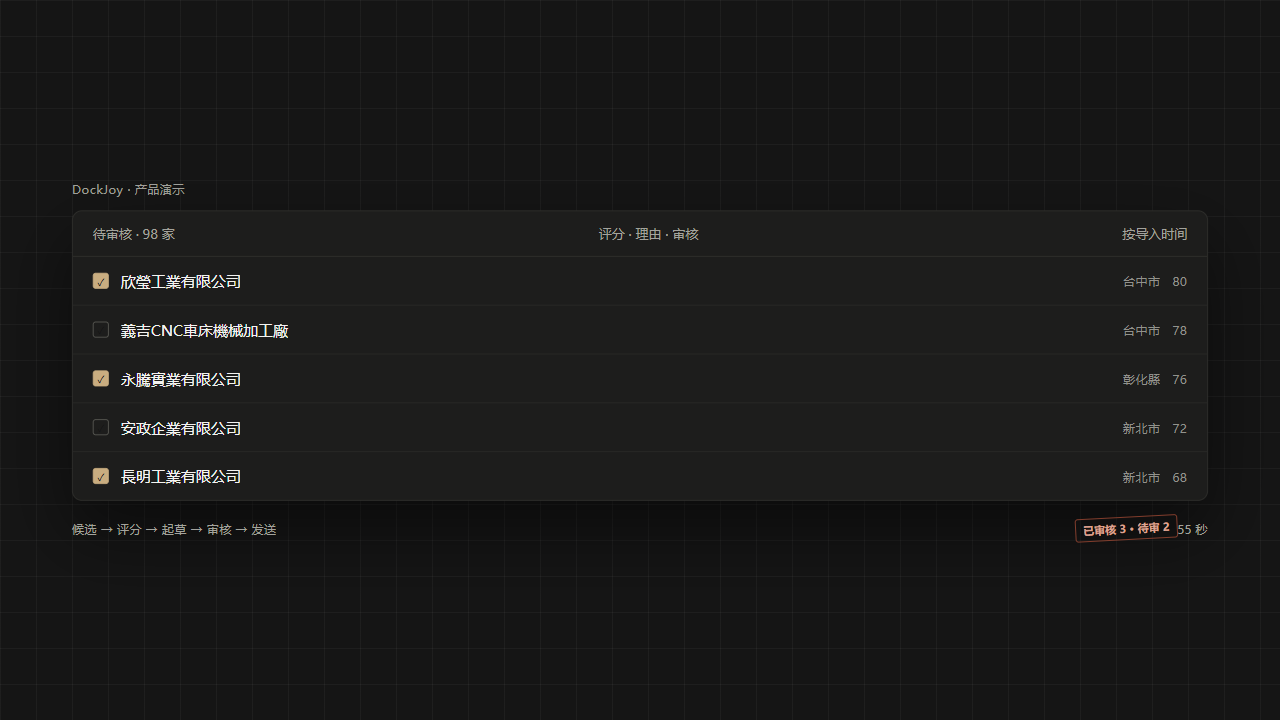 DockJoy · 产品演示
待审核 · 98 家 评分 · 理由 · 审核 按导入时间
✓ 欣瑩工業有限公司 台中市 80
義吉CNC車床機械加工廠 台中市 78
✓ 永騰實業有限公司 彰化縣 76
安政企業有限公司 新北市 72
✓ 長明工業有限公司 新北市 68
候选 → 评分 → 起草 → 审核 → 发送 已审核 3 · 待审 2 55 秒